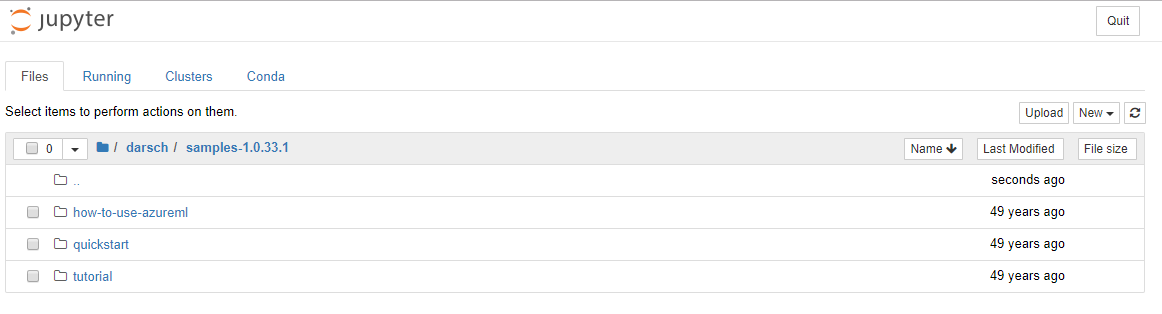 jupyter
Quit
Files Running Clusters Conda
Select items to perform actions on them.
Upload New
0 / darsch / samples-1.0.33.1 Name Last Modified File size
.. seconds ago
how-to-use-azureml 49 years ago
quickstart 49 years ago
tutorial 49 years ago